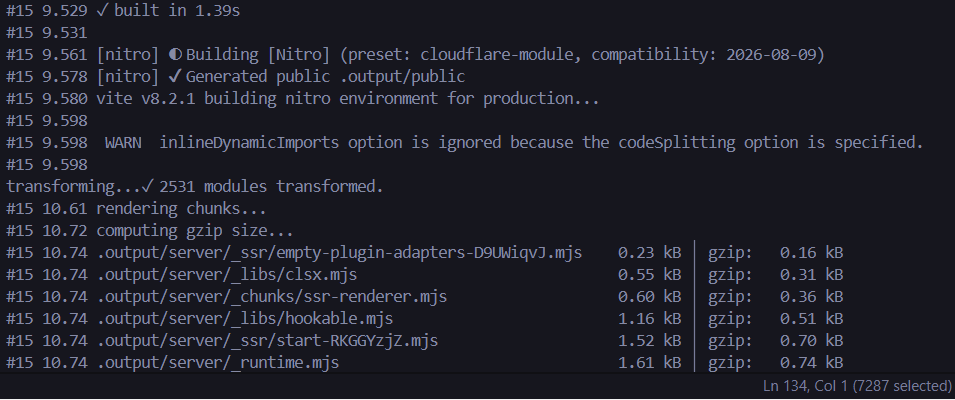 #15 9.529 ✓ built in 1.39s
#15 9.531
#15 9.561 [nitro] ◐ Building [Nitro] (preset: cloudflare-module, compatibility: 2026-08-09)
#15 9.578 [nitro] ✔ Generated public .output/public
#15 9.580 vite v8.2.1 building nitro environment for production...
#15 9.598
#15 9.598  WARN  inlineDynamicImports option is ignored because the codeSplitting option is specified.
#15 9.598
transforming...✓ 2531 modules transformed.
#15 10.61 rendering chunks...
#15 10.72 computing gzip size...
#15 10.74 .output/server/_ssr/empty-plugin-adapters-D9UWiqvJ.mjs    0.23 kB │ gzip:   0.16 kB
#15 10.74 .output/server/_libs/clsx.mjs    0.55 kB │ gzip:   0.31 kB
#15 10.74 .output/server/_chunks/ssr-renderer.mjs    0.60 kB │ gzip:   0.36 kB
#15 10.74 .output/server/_libs/hookable.mjs    1.16 kB │ gzip:   0.51 kB
#15 10.74 .output/server/_ssr/start-RKGGYzjZ.mjs    1.52 kB │ gzip:   0.70 kB
#15 10.74 .output/server/_runtime.mjs    1.61 kB │ gzip:   0.74 kB
Ln 134, Col 1 (7287 selected)